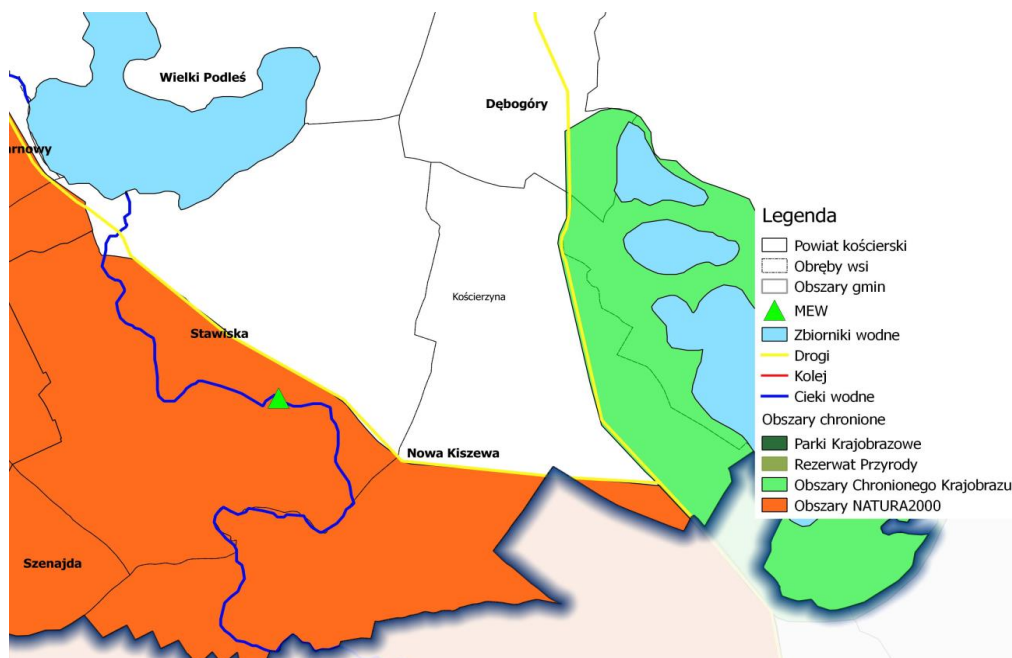 Wielki Podleś
Dębogóry
arnowy
Kościerzyna
Stawiska
Nowa Kiszewa
Szenajda
Legenda
Powiat kościerski
Obręby wsi
Obszary gmin
MEW
Zbiorniki wodne
Drogi
Kolej
Cieki wodne
Obszary chronione
Parki Krajobrazowe
Rezerwat Przyrody
Obszary Chronionego Krajobrazu
Obszary NATURA2000